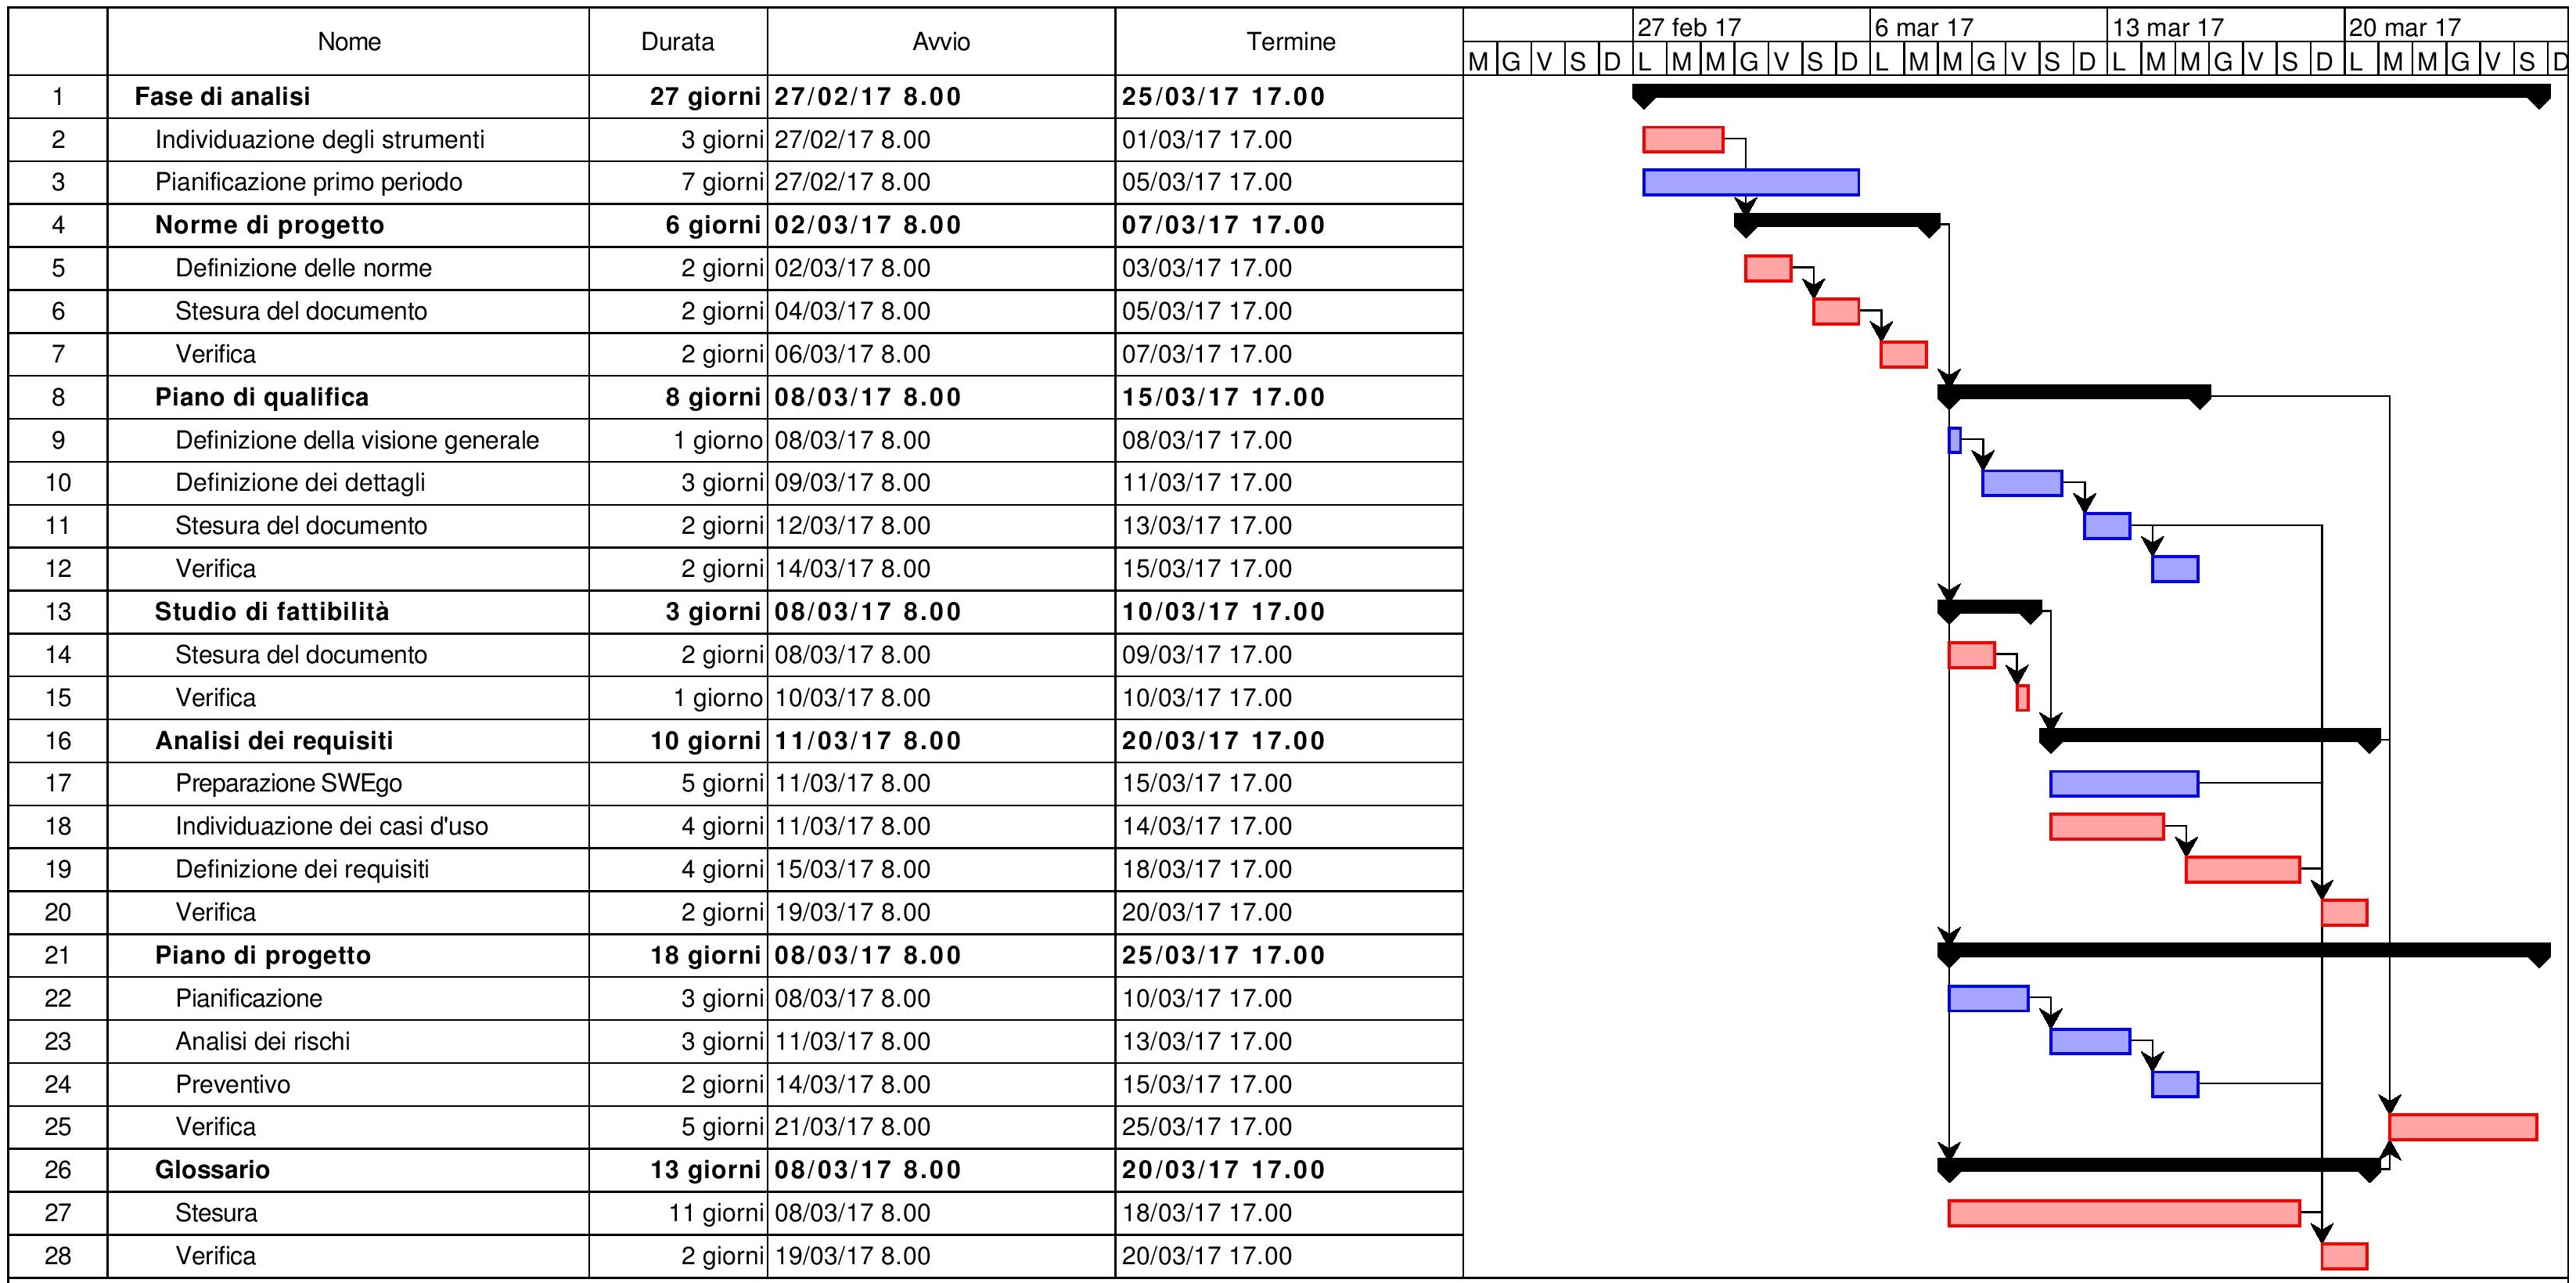 27 feb 17 6 mar 17 13 mar 17 20 mar 17
Nome Durata Avvio Termine
M G V S D L M M G V S D L M M G V S D L M M G V S D L M M G V S D
1 Fase di analisi 27 giorni 27/02/17 8.00 25/03/17 17.00
2 Individuazione degli strumenti 3 giorni 27/02/17 8.00 01/03/17 17.00
3 Pianificazione primo periodo 7 giorni 27/02/17 8.00 05/03/17 17.00
4 Norme di progetto 6 giorni 02/03/17 8.00 07/03/17 17.00
5 Definizione delle norme 2 giorni 02/03/17 8.00 03/03/17 17.00
6 Stesura del documento 2 giorni 04/03/17 8.00 05/03/17 17.00
7 Verifica 2 giorni 06/03/17 8.00 07/03/17 17.00
8 Piano di qualifica 8 giorni 08/03/17 8.00 15/03/17 17.00
9 Definizione della visione generale 1 giorno 08/03/17 8.00 08/03/17 17.00
10 Definizione dei dettagli 3 giorni 09/03/17 8.00 11/03/17 17.00
11 Stesura del documento 2 giorni 12/03/17 8.00 13/03/17 17.00
12 Verifica 2 giorni 14/03/17 8.00 15/03/17 17.00
13 Studio di fattibilità 3 giorni 08/03/17 8.00 10/03/17 17.00
14 Stesura del documento 2 giorni 08/03/17 8.00 09/03/17 17.00
15 Verifica 1 giorno 10/03/17 8.00 10/03/17 17.00
16 Analisi dei requisiti 10 giorni 11/03/17 8.00 20/03/17 17.00
17 Preparazione SWEgo 5 giorni 11/03/17 8.00 15/03/17 17.00
18 Individuazione dei casi d'uso 4 giorni 11/03/17 8.00 14/03/17 17.00
19 Definizione dei requisiti 4 giorni 15/03/17 8.00 18/03/17 17.00
20 Verifica 2 giorni 19/03/17 8.00 20/03/17 17.00
21 Piano di progetto 18 giorni 08/03/17 8.00 25/03/17 17.00
22 Pianificazione 3 giorni 08/03/17 8.00 10/03/17 17.00
23 Analisi dei rischi 3 giorni 11/03/17 8.00 13/03/17 17.00
24 Preventivo 2 giorni 14/03/17 8.00 15/03/17 17.00
25 Verifica 5 giorni 21/03/17 8.00 25/03/17 17.00
26 Glossario 13 giorni 08/03/17 8.00 20/03/17 17.00
27 Stesura 11 giorni 08/03/17 8.00 18/03/17 17.00
28 Verifica 2 giorni 19/03/17 8.00 20/03/17 17.00